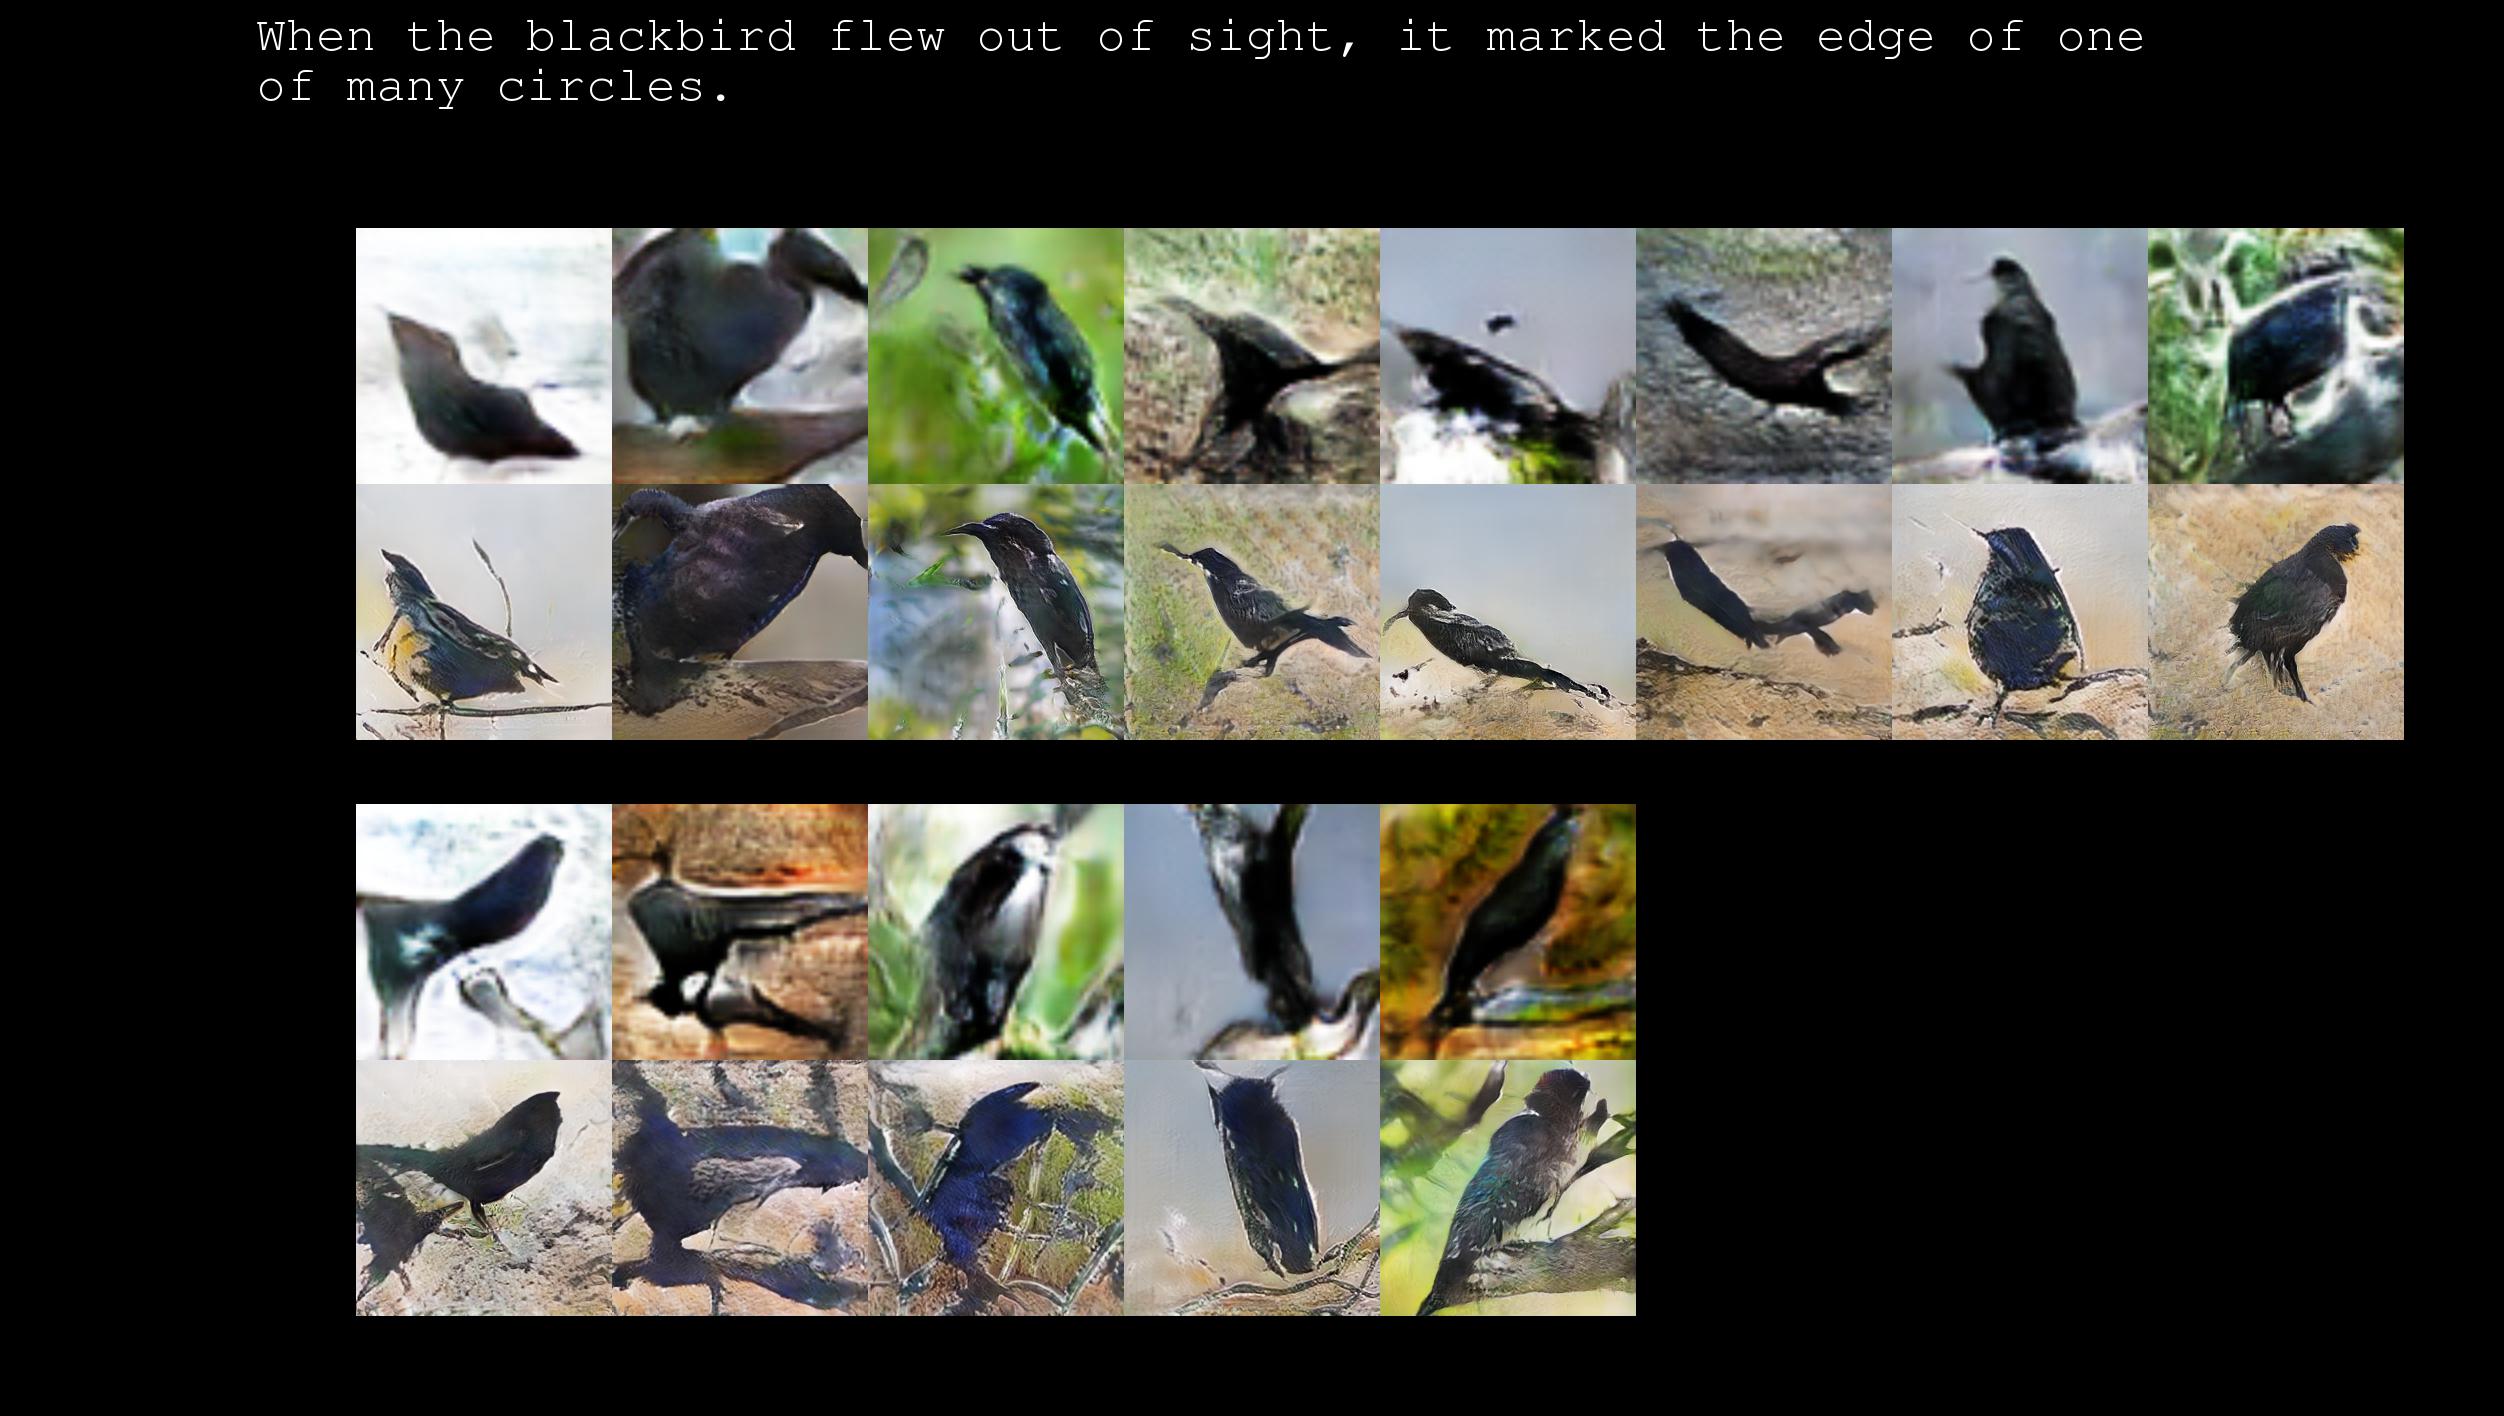 When the blackbird flew out of sight, it marked the edge of one
of many circles.